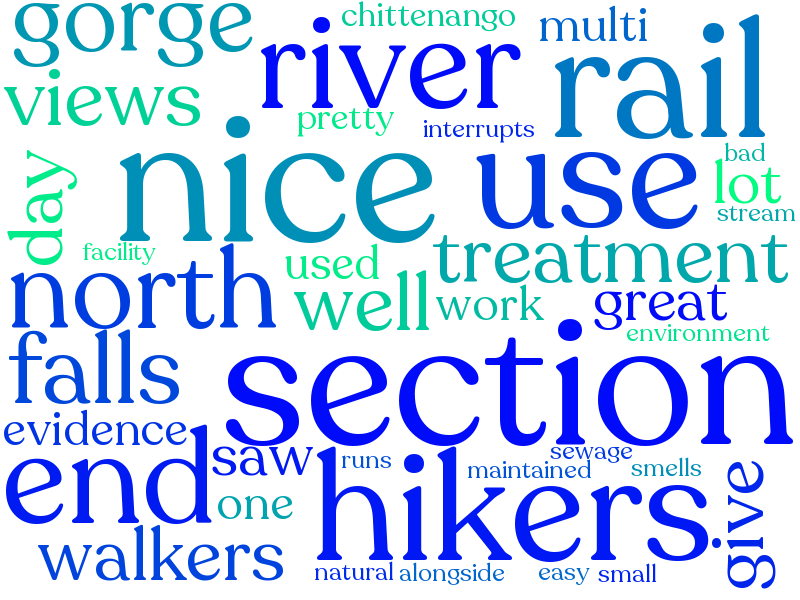 gorge
chittenango
multi
river
rail
views
pretty
interrupts
nice
use
bad
lot
stream
day
facility
used
treatment
north
well
work
great
environment
falls
section
evidence
saw
runs
sewage
maintained
smells
end
one
hikers
give
walkers
natural
alongside
easy
small